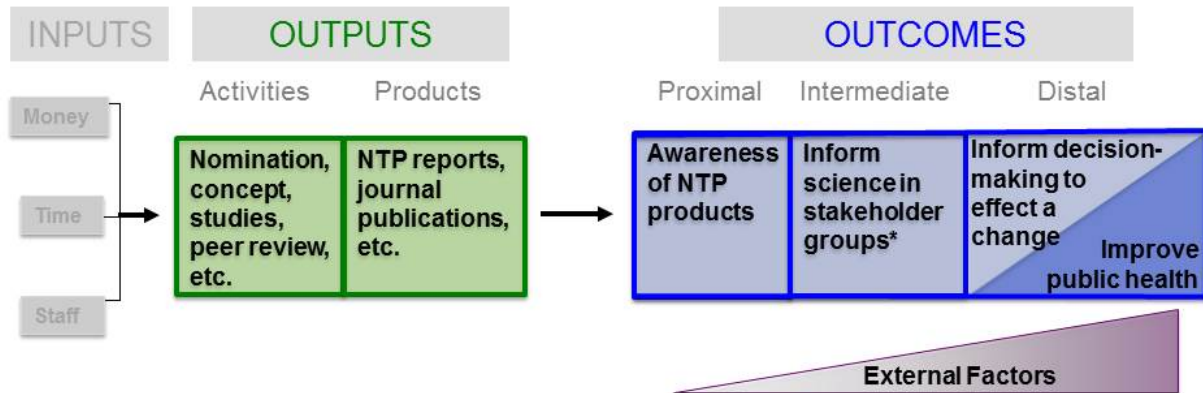 INPUTS
OUTPUTS
OUTCOMES
Activities
Products
Proximal
Intermediate
Distal
Money
Time
Staff
Nomination,
concept,
studies,
peer review,
etc.
NTP reports,
journal
publications,
etc.
Awareness
of NTP
products
Inform
science in
stakeholder
groups*
Inform decision-
making to
effect a
change
Improve
public health
External Factors